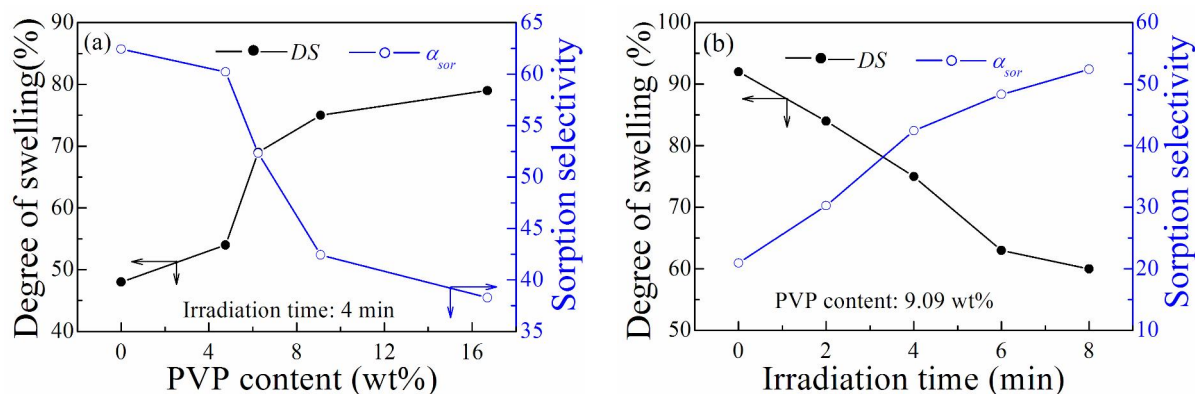 (a)
DS
α_sor
Degree of swelling(%)
90
80
70
60
50
40
Sorption selectivity
65
60
55
50
45
40
35
Irradiation time: 4 min
0 4 8 12 16
PVP content (wt%)
(b)
DS
α_sor
Degree of swelling (%)
100
90
80
70
60
50
Sorption selectivity
60
50
40
30
20
10
PVP content: 9.09 wt%
0 2 4 6 8
Irradiation time (min)